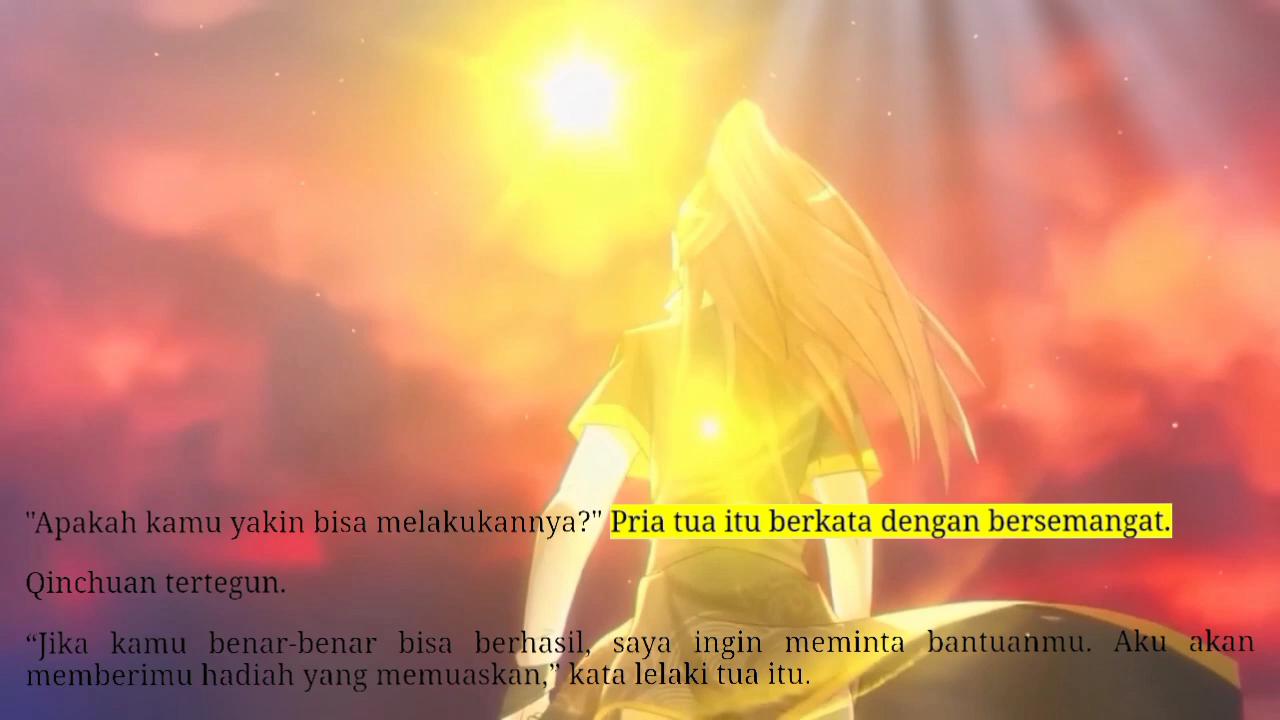 "Apakah kamu yakin bisa melakukannya?" Pria tua itu berkata dengan bersemangat.
Qinchuan tertegun.
“Jika kamu benar-benar bisa berhasil, saya ingin meminta bantuanmu. Aku akan
memberimu hadiah yang memuaskan,” kata lelaki tua itu.